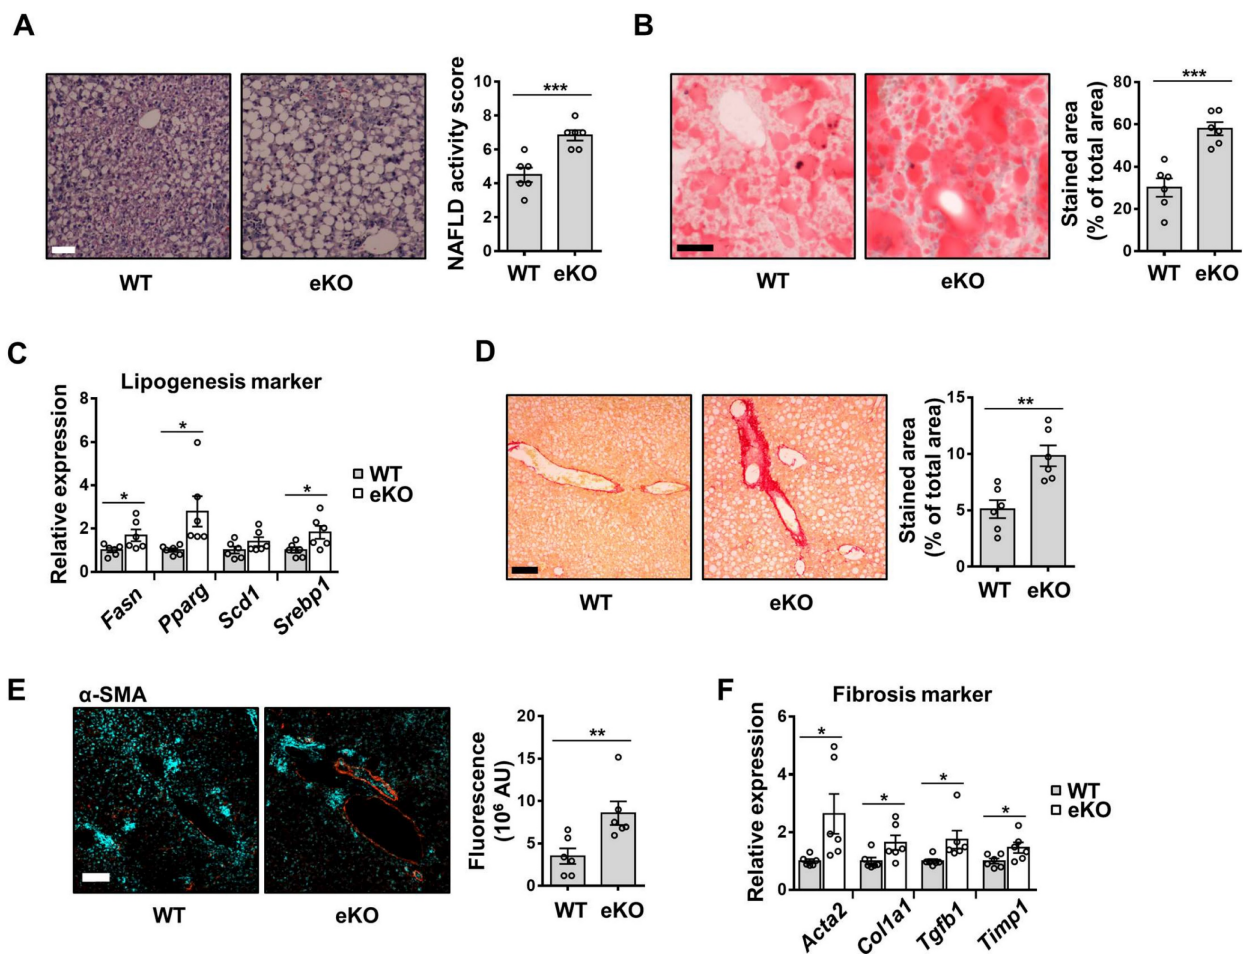 A
NAFLD activity score
10
8
6
4
2
0
***
WT
eKO
WT
eKO
B
Stained area
(% of total area)
80
60
40
20
0
***
WT
eKO
WT
eKO
C
Lipogenesis marker
Relative expression
8
6
4
2
0
*
*
*
WT
eKO
Fasn
Pparg
Scd1
Srebp1
D
Stained area
(% of total area)
15
10
5
0
**
WT
eKO
WT
eKO
E
α-SMA
Fluorescence
(10⁶ AU)
20
15
10
5
0
**
WT
eKO
WT
eKO
F
Fibrosis marker
Relative expression
6
4
2
0
*
*
*
*
WT
eKO
Acta2
Col1a1
Tgfb1
Timp1